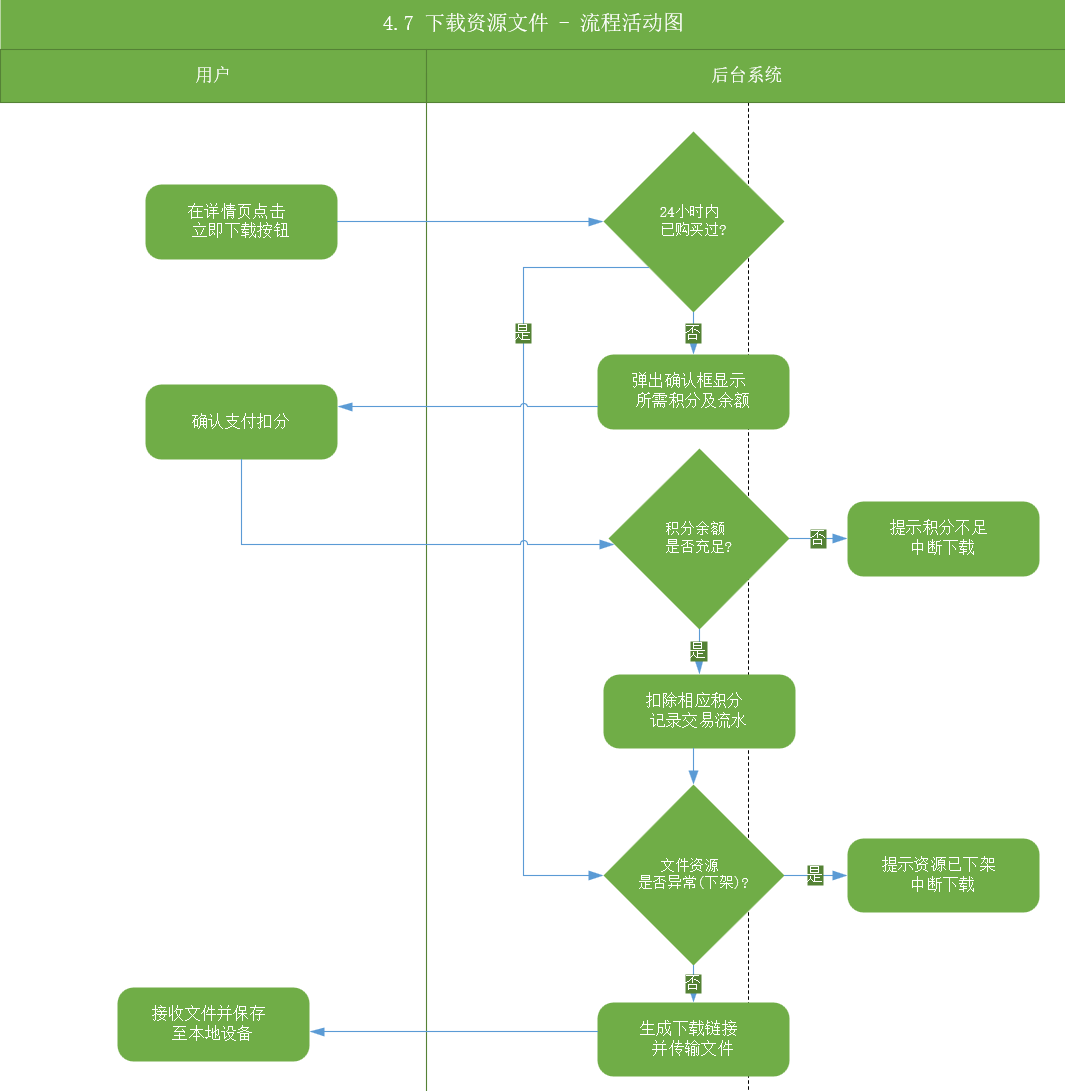 4.7 下载资源文件 - 流程活动图
用户
后台系统
在详情页点击
立即下载按钮
24小时内
已购买过?
是
否
弹出确认框显示
所需积分及余额
确认支付扣分
积分余额
是否充足?
否
提示积分不足
中断下载
是
扣除相应积分
记录交易流水
文件资源
是否异常(下架)?
是
提示资源已下架
中断下载
否
生成下载链接
并传输文件
接收文件并保存
至本地设备